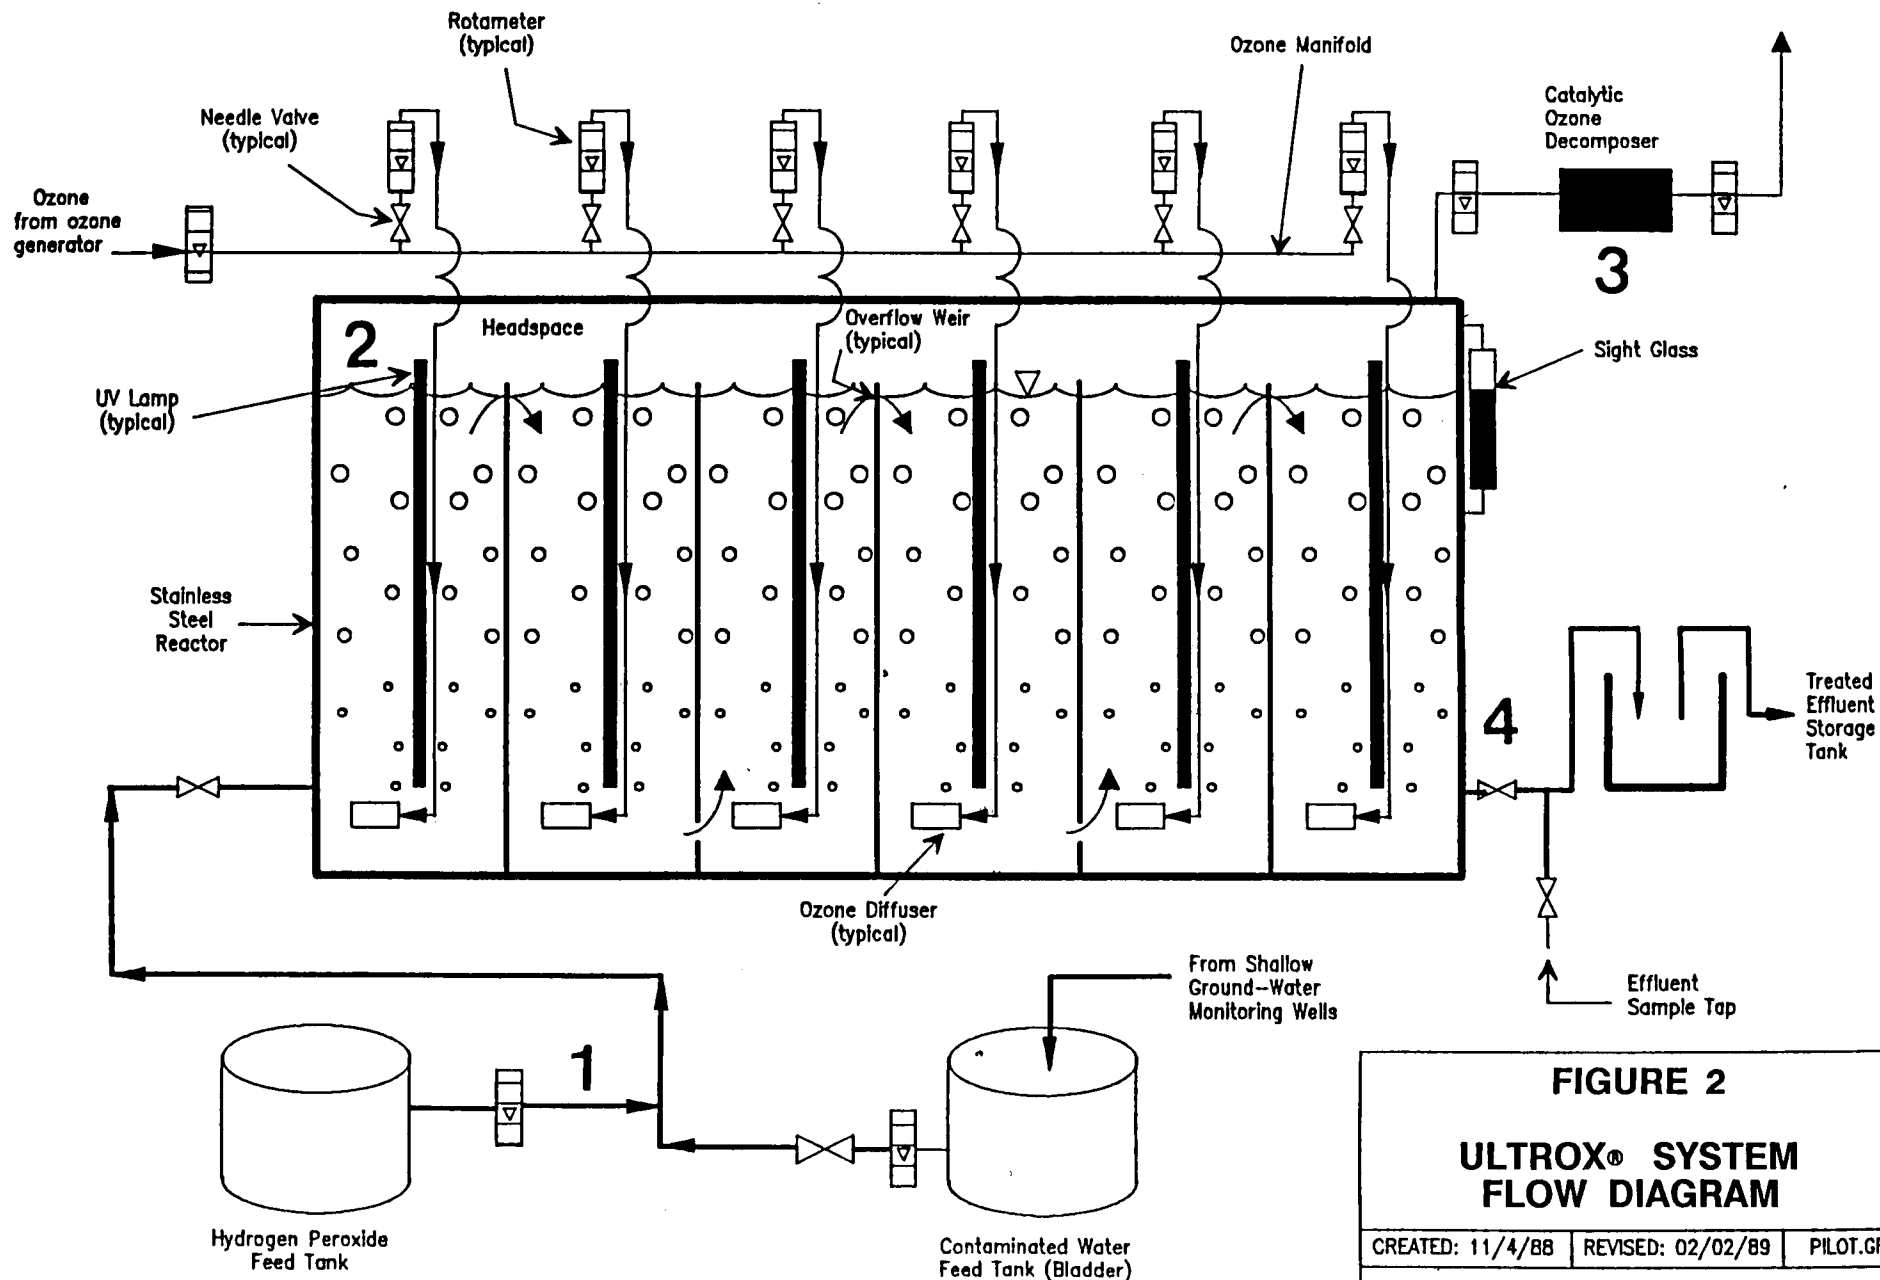 Rotameter
(typical)
Ozone Manifold
Needle Valve
(typical)
Catalytic
Ozone
Decomposer
Ozone
from ozone
generator
3
2
Headspace
Overflow Weir
(typical)
Sight Glass
UV Lamp
(typical)
Stainless
Steel
Reactor
4
Treated
Effluent
Storage
Tank
Ozone Diffuser
(typical)
From Shallow
Ground-Water
Monitoring Wells
Effluent
Sample Tap
1
Hydrogen Peroxide
Feed Tank
Contaminated Water
Feed Tank (Bladder)
FIGURE 2
ULTROX® SYSTEM
FLOW DIAGRAM
CREATED: 11/4/88 REVISED: 02/02/89